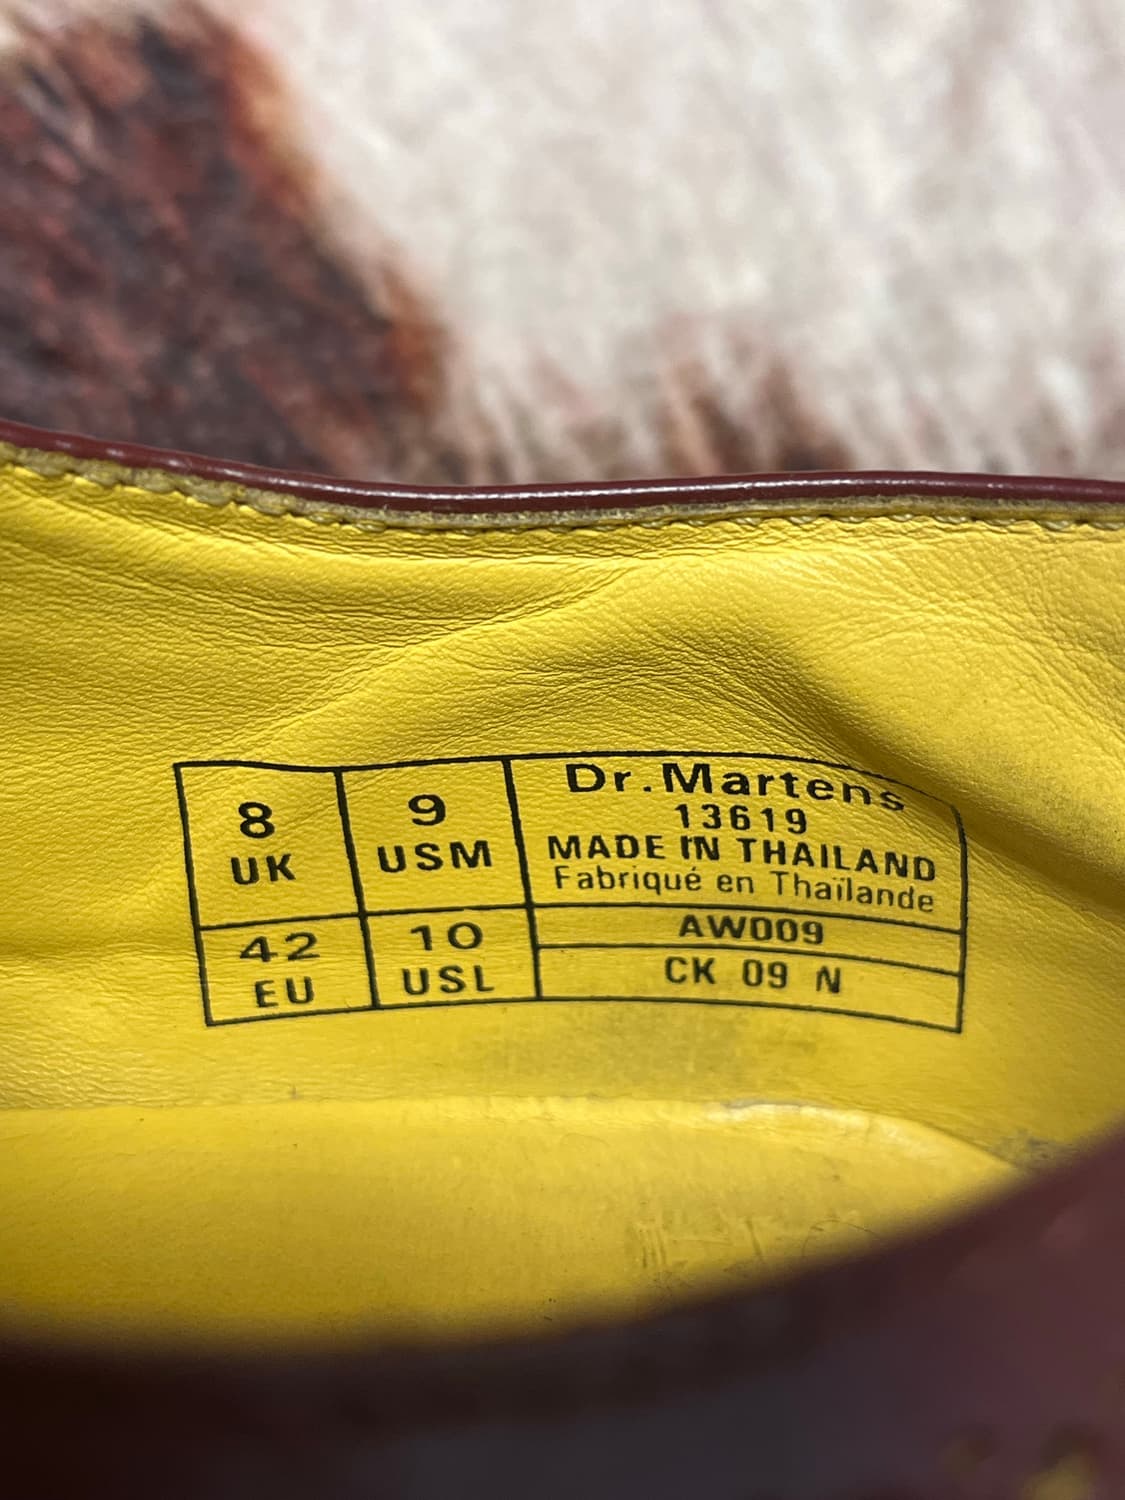 8
UK
9
USM
42
EU
10
USL
Dr.Martens
13619
MADE IN THAILAND
Fabriqué en Thaïlande
AW009
CK 09 N